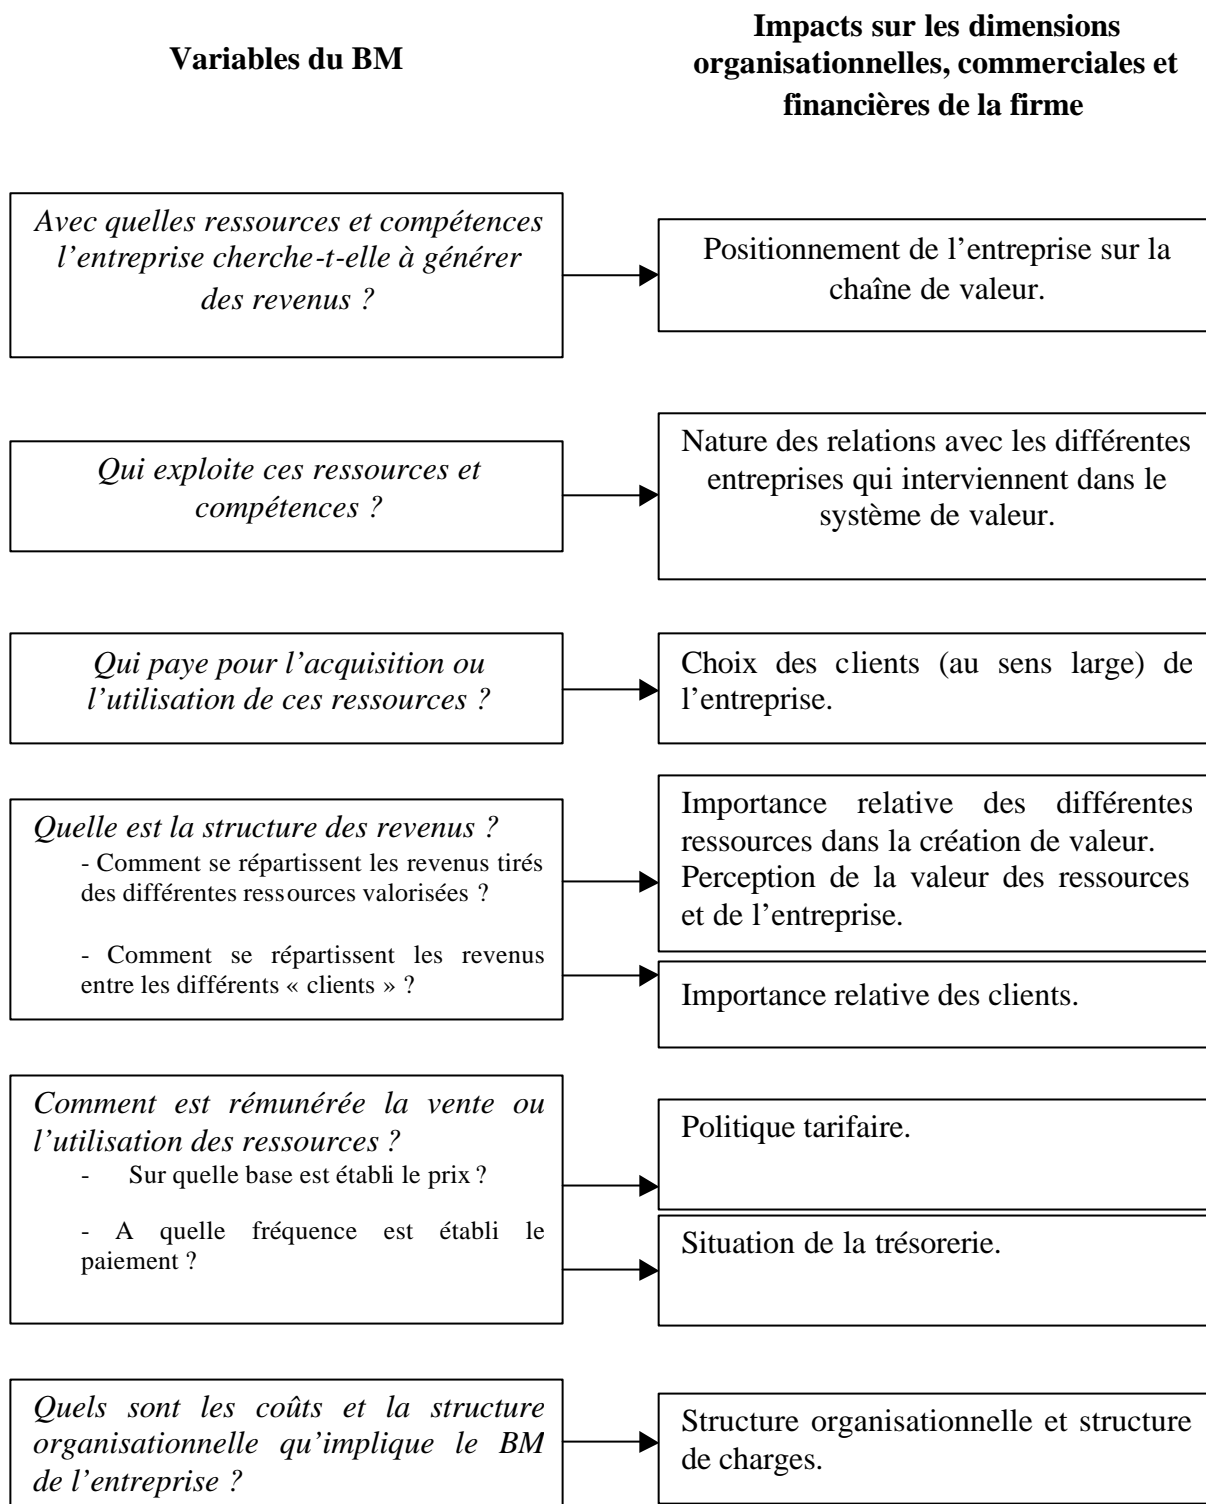 Variables du BM
Impacts sur les dimensions
organisationnelles, commerciales et
financières de la firme
Avec quelles ressources et compétences
l’entreprise cherche-t-elle à générer
des revenus ?
Positionnement de l’entreprise sur la
chaîne de valeur.
Qui exploite ces ressources et
compétences ?
Nature des relations avec les différentes
entreprises qui interviennent dans le
système de valeur.
Qui paye pour l’acquisition ou
l’utilisation de ces ressources ?
Choix des clients (au sens large) de
l’entreprise.
Quelle est la structure des revenus ?
- Comment se répartissent les revenus tirés
des différentes ressources valorisées ?
- Comment se répartissent les revenus
entre les différents « clients » ?
Importance relative des différentes
ressources dans la création de valeur.
Perception de la valeur des ressources
et de l’entreprise.
Importance relative des clients.
Comment est rémunérée la vente ou
l’utilisation des ressources ?
- Sur quelle base est établi le prix ?
- A quelle fréquence est établi le
paiement ?
Politique tarifaire.
Situation de la trésorerie.
Quels sont les coûts et la structure
organisationnelle qu’implique le BM
de l’entreprise ?
Structure organisationnelle et structure
de charges.